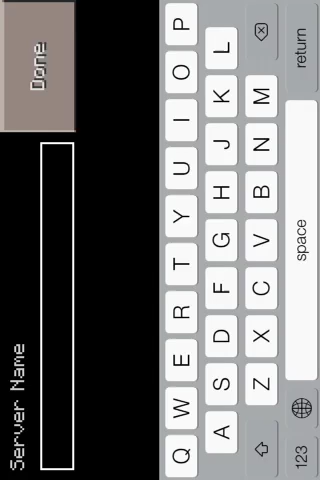 Server Name
Done
Q W E R T Y U I O P
A S D F G H J K L
Z X C V B N M
123 space return